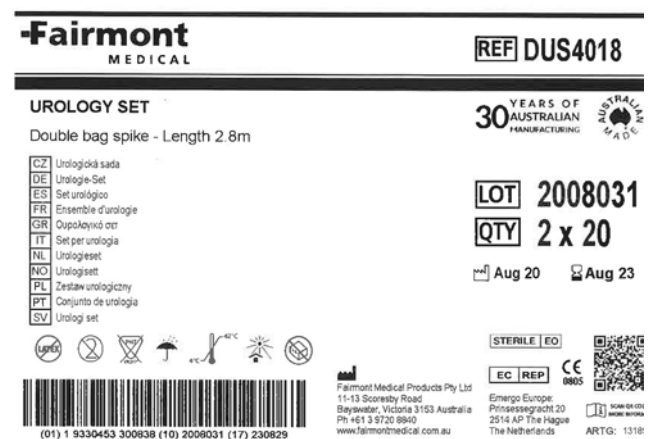 Fairmont
MEDICAL
REF DUS4018
UROLOGY SET
Double bag spike - Length 2.8m
30 YEARS OF
AUSTRALIAN
MANUFACTURING
AUSTRALIAN
MADE
CZ Urologická sada
DE Urologie-Set
ES Set urológico
FR Ensemble d'urologie
GR Ουρολογικό σετ
IT Set per urologia
NL Urologieset
NO Urologisett
PL Zestaw urologiczny
PT Conjunto de urologia
SV Urologi set
LOT 2008031
QTY 2 x 20
Aug 20 Aug 23
LATEX
2
4°C
STERILE EO
EC REP
CE
0805
Fairmont Medical Products Pty Ltd
11-13 Scoresby Road
Bayswater, Victoria 3153 Australia
Ph +61 3 9720 8840
www.fairmontmedical.com.au
Emergo Europe:
Prinsessegracht 20
2514 AP The Hague
The Netherlands
SCAN QR
MORE
ARTG: 1318
(01) 1 9330453 300838 (10) 2008031 (17) 230829